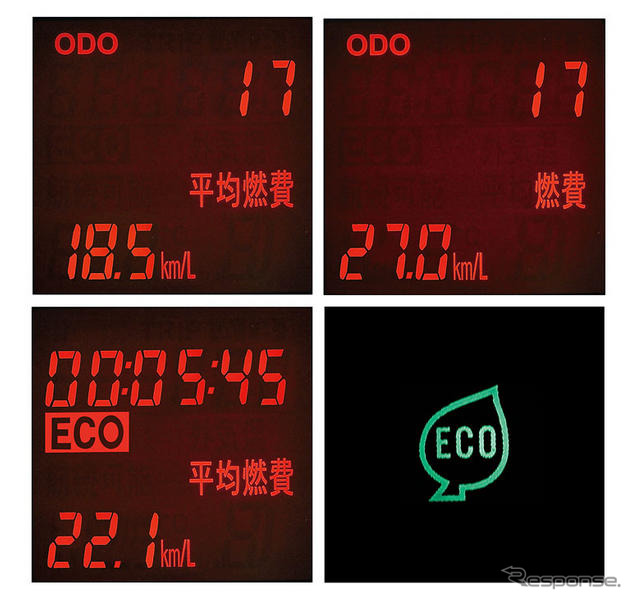 ODO
17
平均燃費
18.5 km/L
ODO
17
燃費
27.0 km/L
00:05:45
ECO
平均燃費
22.1 km/L
ECO
Response.